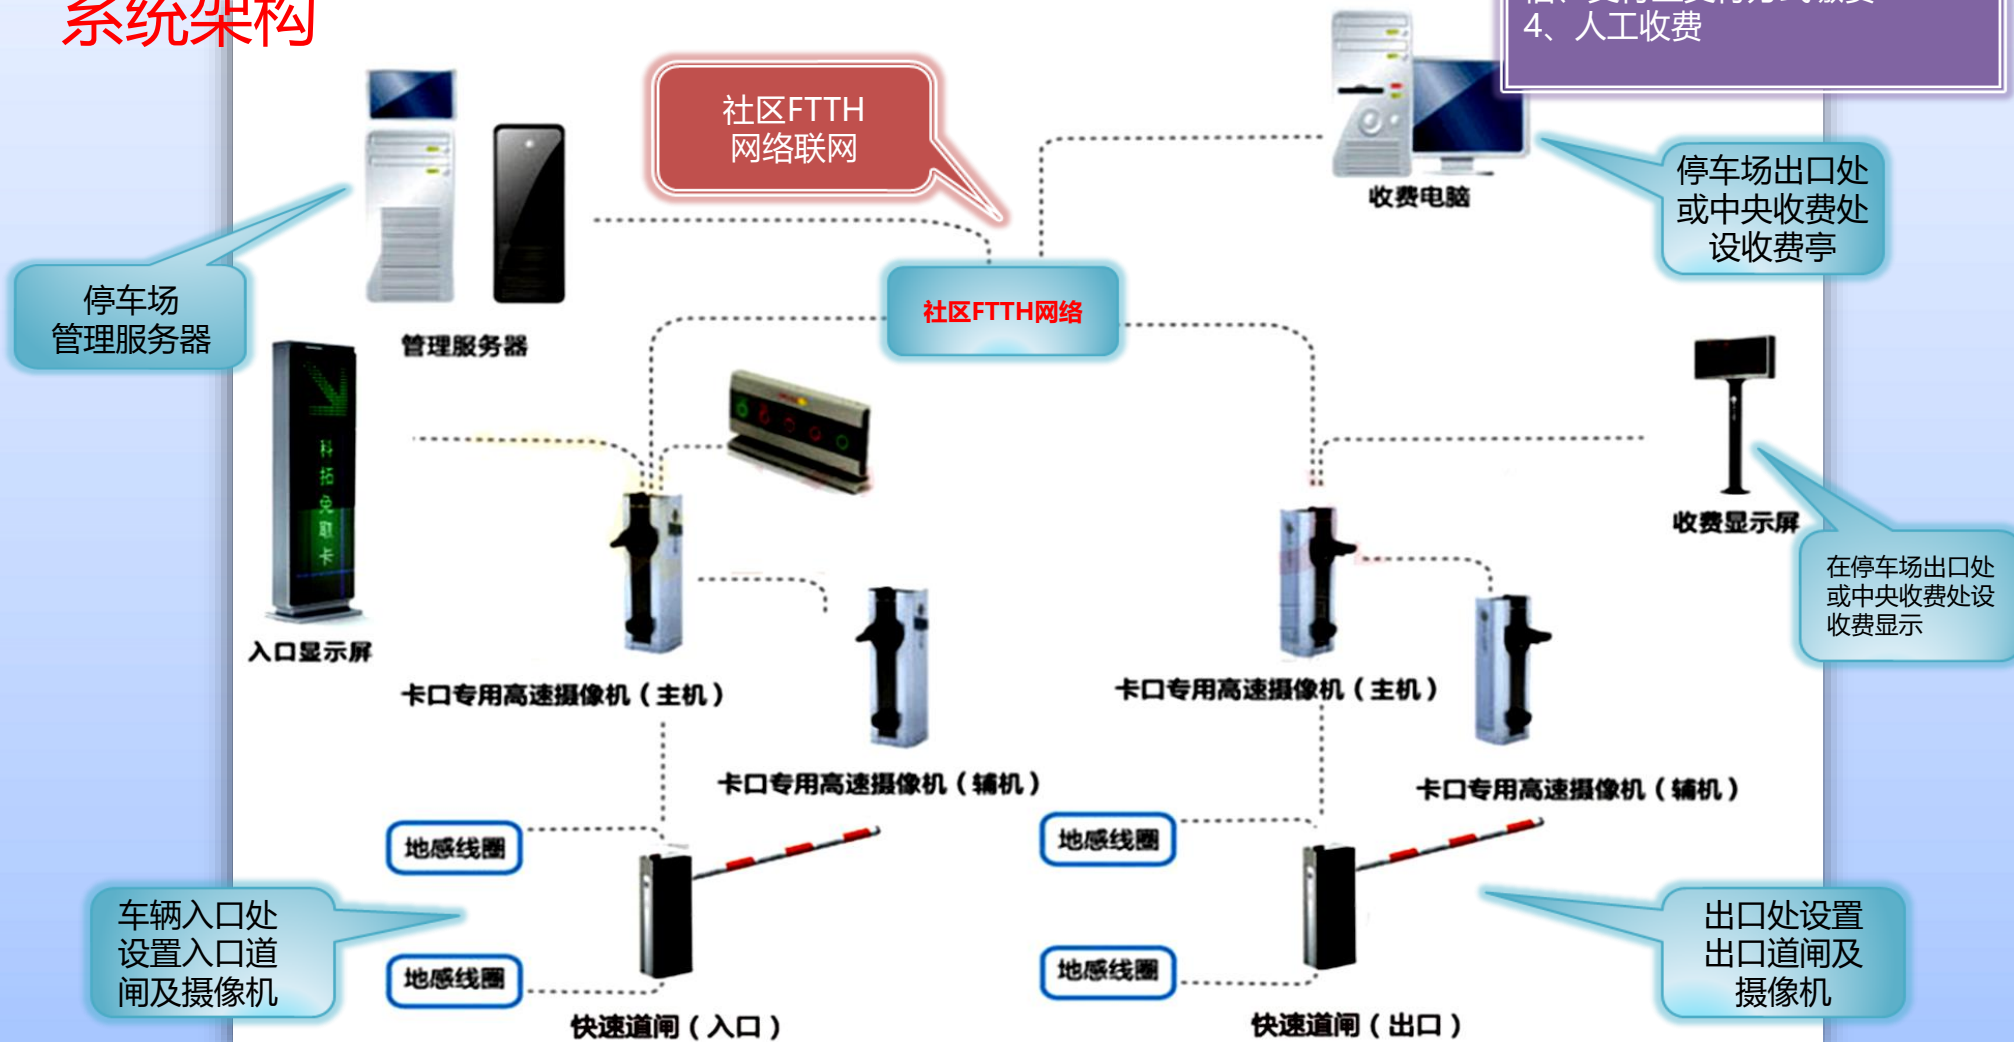 系统架构
4、人工收费
社区FTTH
网络联网
收费电脑
停车场出口处
或中央收费处
设收费亭
停车场
管理服务器
管理服务器
社区FTTH网络
科拓免取卡
入口显示屏
收费显示屏
在停车场出口处
或中央收费处设
收费显示
卡口专用高速摄像机（主机）
卡口专用高速摄像机（主机）
卡口专用高速摄像机（辅机）
卡口专用高速摄像机（辅机）
地感线圈
地感线圈
车辆入口处
设置入口道
闸及摄像机
出口处设置
出口道闸及
摄像机
地感线圈
地感线圈
快速道闸（入口）
快速道闸（出口）